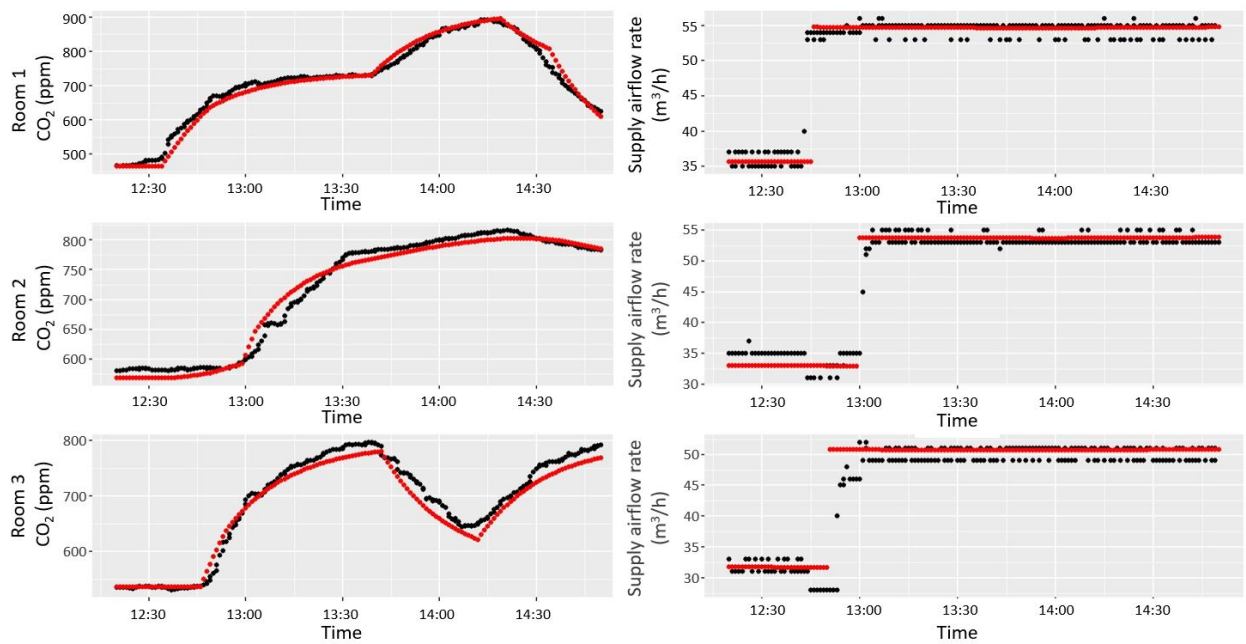 Room 1
CO₂ (ppm)
900
800
700
600
500
12:30 13:00 13:30 14:00 14:30
Time
Supply airflow rate
(m³/h)
55
50
45
40
35
12:30 13:00 13:30 14:00 14:30
Time
Room 2
CO₂ (ppm)
800
750
700
650
600
12:30 13:00 13:30 14:00 14:30
Time
Supply airflow rate
(m³/h)
55
50
45
40
35
30
12:30 13:00 13:30 14:00 14:30
Time
Room 3
CO₂ (ppm)
800
700
600
12:30 13:00 13:30 14:00 14:30
Time
Supply airflow rate
(m³/h)
50
45
40
35
30
12:30 13:00 13:30 14:00 14:30
Time